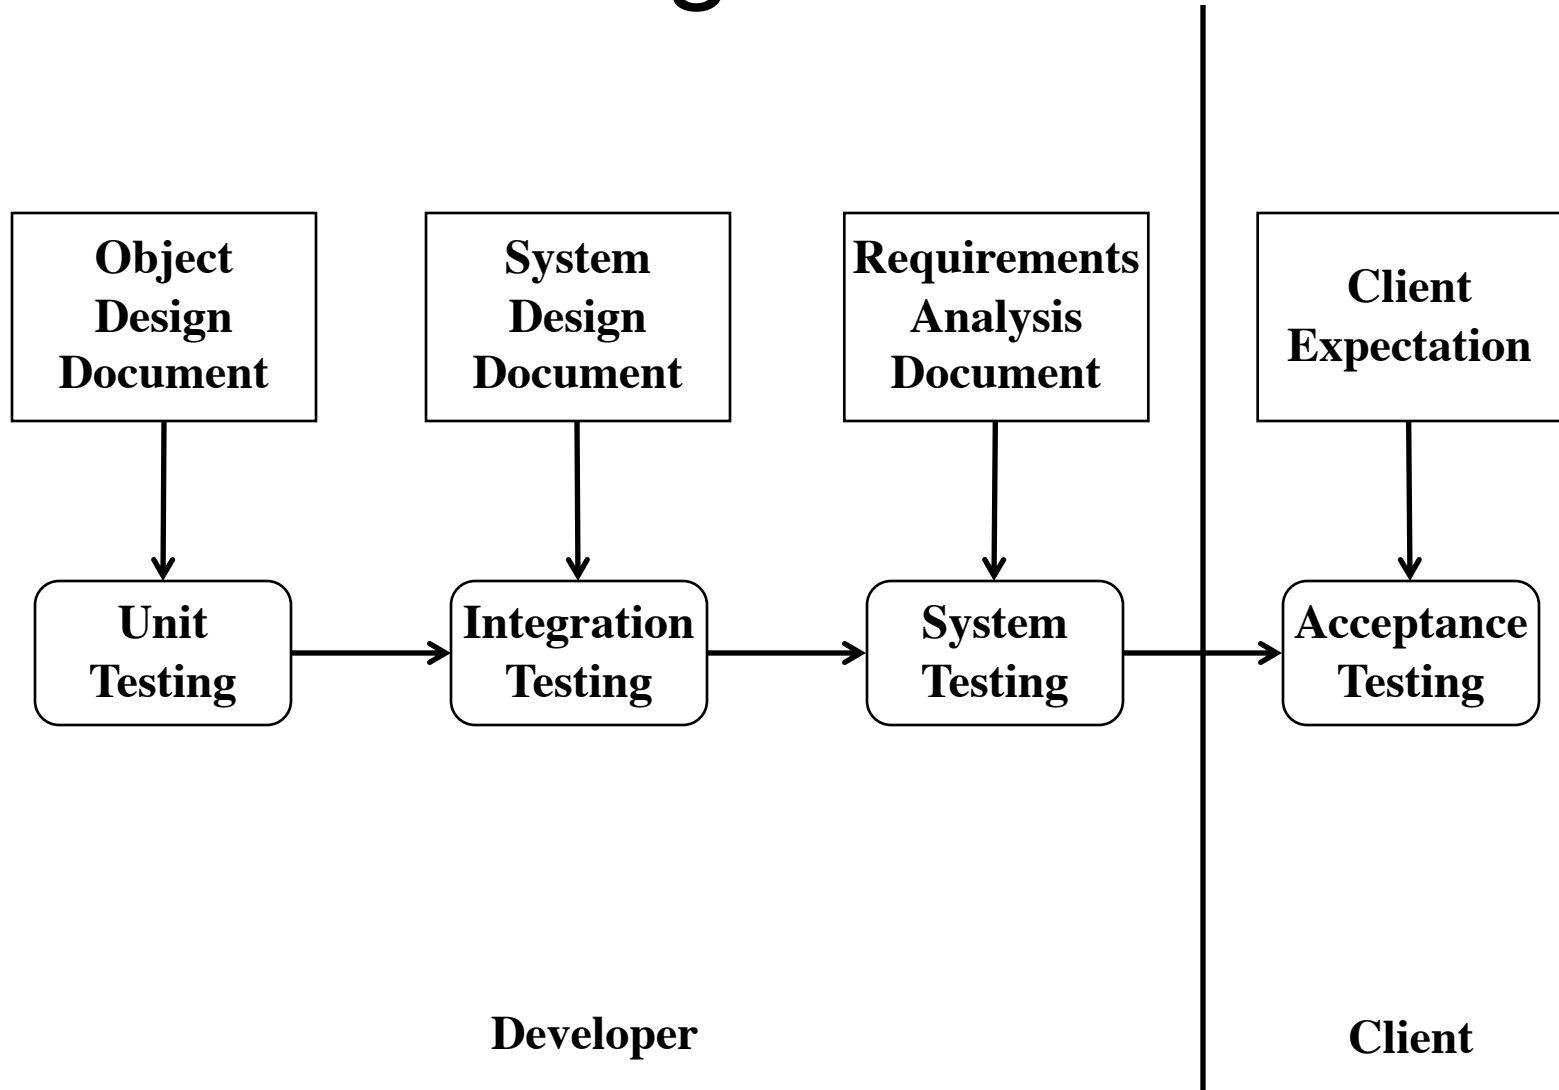 Object
Design
Document
System
Design
Document
Requirements
Analysis
Document
Client
Expectation
Unit
Testing
Integration
Testing
System
Testing
Acceptance
Testing
Developer
Client